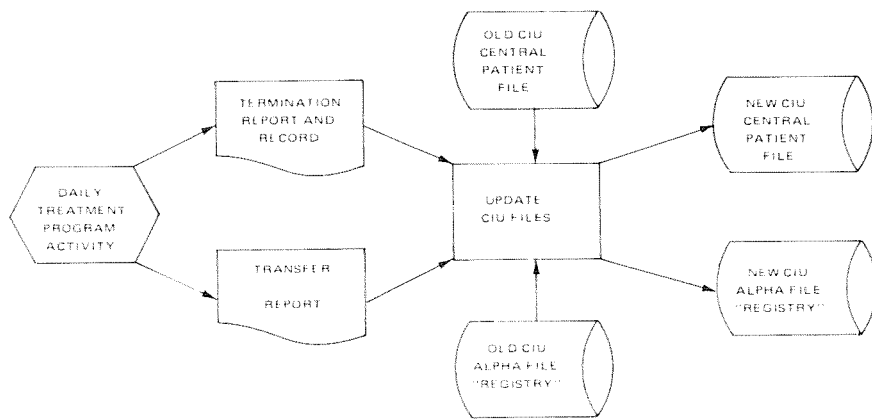 OLD CIU
CENTRAL
PATIENT
FILE
TERMINATION
REPORT AND
RECORD
NEW CIU
CENTRAL
PATIENT
FILE
DAILY
TREATMENT
PROGRAM
ACTIVITY
UPDATE
CIU FILES
TRANSFER
REPORT
NEW CIU
ALPHA FILE
"REGISTRY"
OLD CIU
ALPHA FILE
"REGISTRY"